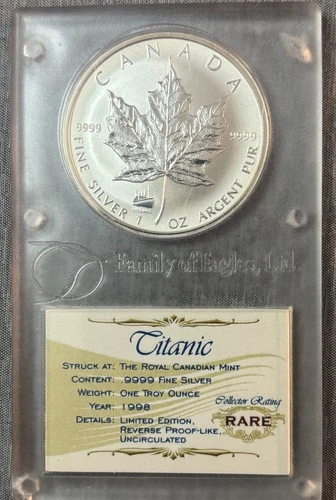 CANADA
9999 9999
TITANIC
FINE SILVER 1 OZ ARGENT PUR
Family of Eagles, Ltd.
Titanic
STRUCK AT: THE ROYAL CANADIAN MINT
CONTENT: .9999 FINE SILVER
WEIGHT: ONE TROY OUNCE
YEAR: 1998
DETAILS: LIMITED EDITION,
REVERSE PROOF-LIKE,
UNCIRCULATED
Collector Rating
RARE